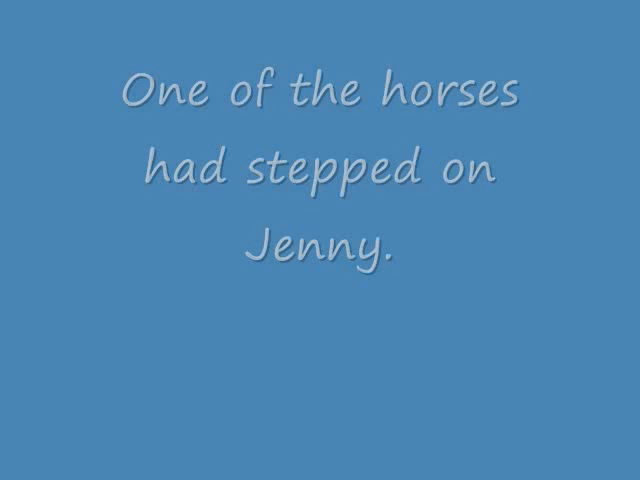 One of the horses
had stepped on
Jenny.